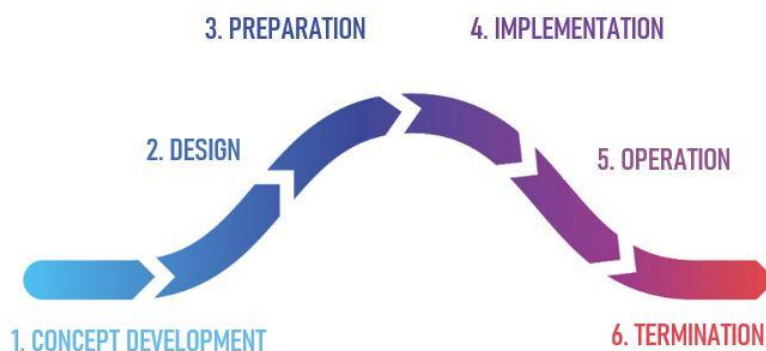 1. CONCEPT DEVELOPMENT
2. DESIGN
3. PREPARATION
4. IMPLEMENTATION
5. OPERATION
6. TERMINATION